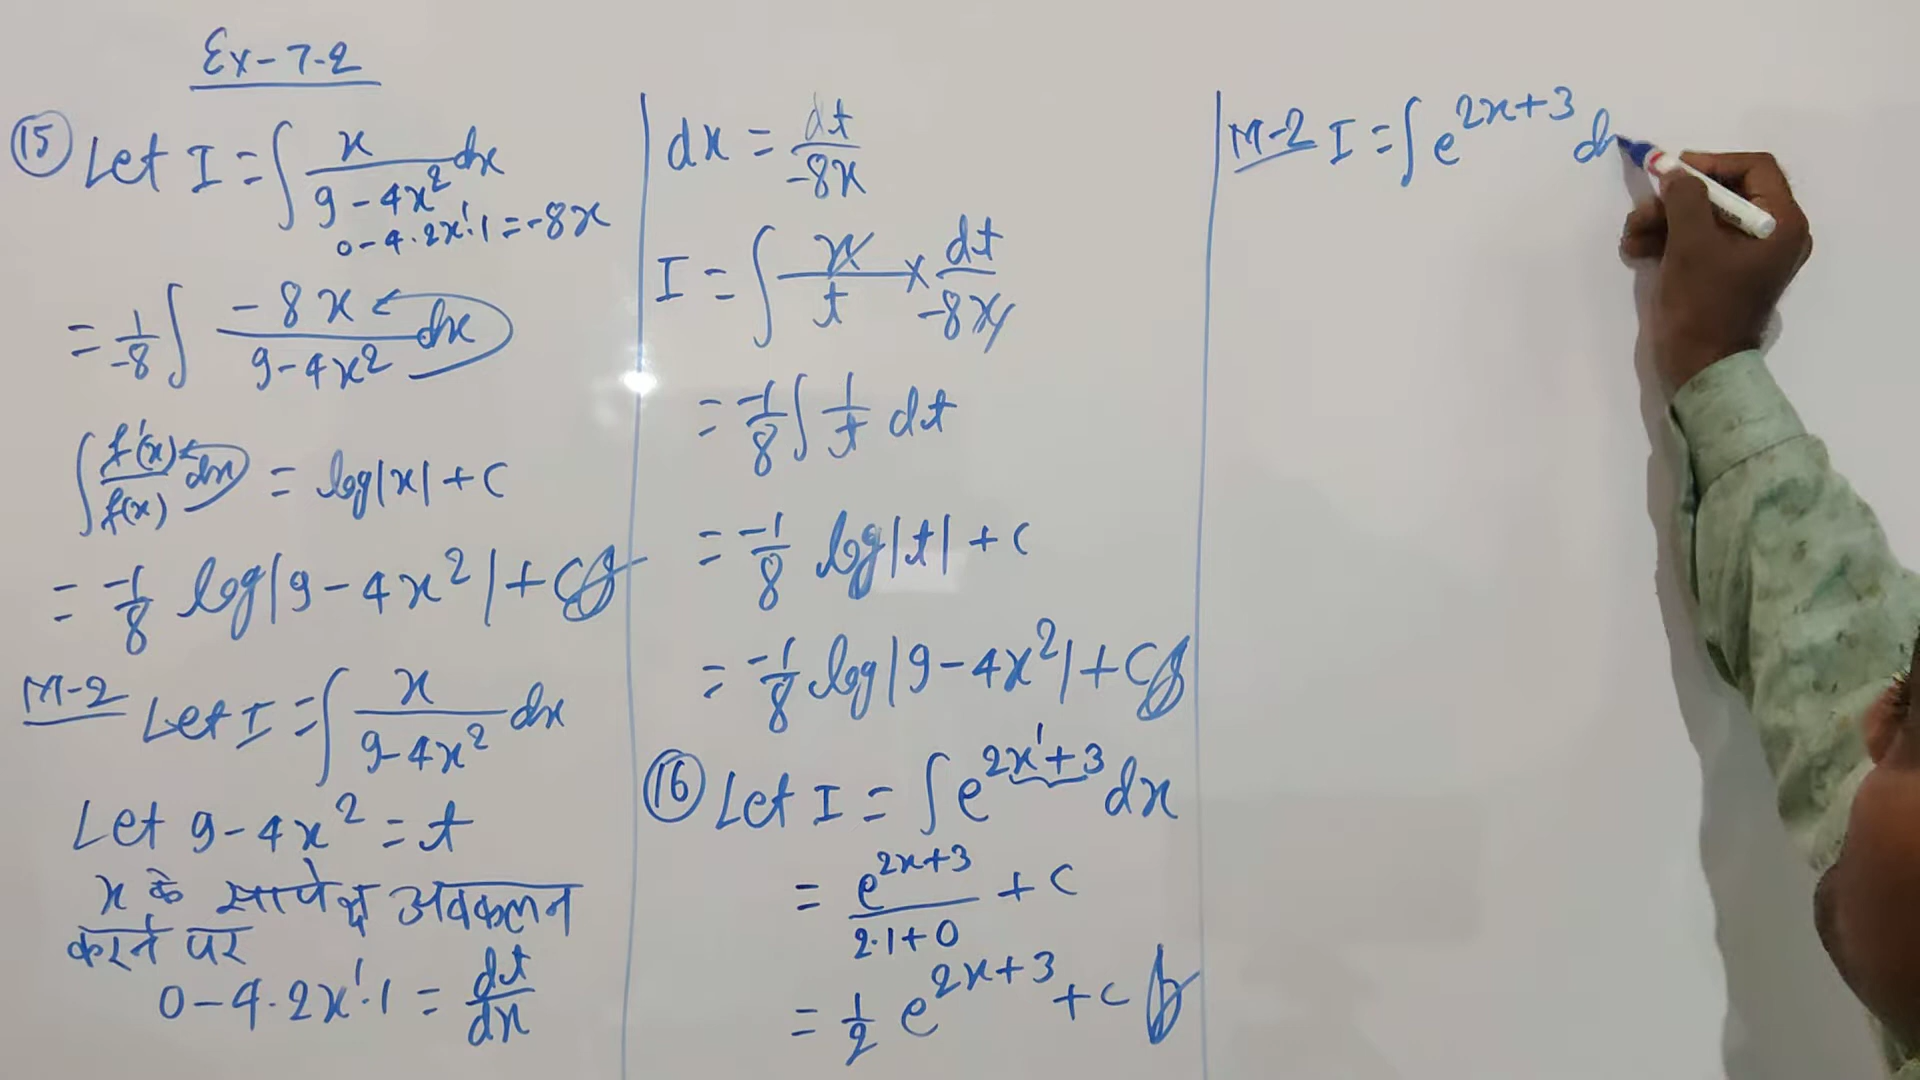 Ex-7.2
(15) Let I = ∫ x/(9-4x²) dx
0-4·2x¹·1 = -8x
= 1/-8 ∫ -8x/(9-4x²) dx
∫ f'(x)/f(x) dx = log|x|+c
= -1/8 log|9-4x²|+c
M-2 Let I = ∫ x/(9-4x²) dx
Let 9-4x² = t
x के सापेक्ष अवकलन
करने पर
0-4·2x¹·1 = dt/dx
dx = dt/-8x
I = ∫ x/t × dt/-8x
= -1/8 ∫ 1/t dt
= -1/8 log|t|+c
= -1/8 log|9-4x²|+c
(16) Let I = ∫ e^(2x¹+3) dx
= e^(2x+3)/(2·1+0) + c
= 1/2 e^(2x+3) + c
M-2 I = ∫ e^(2x+3) dx